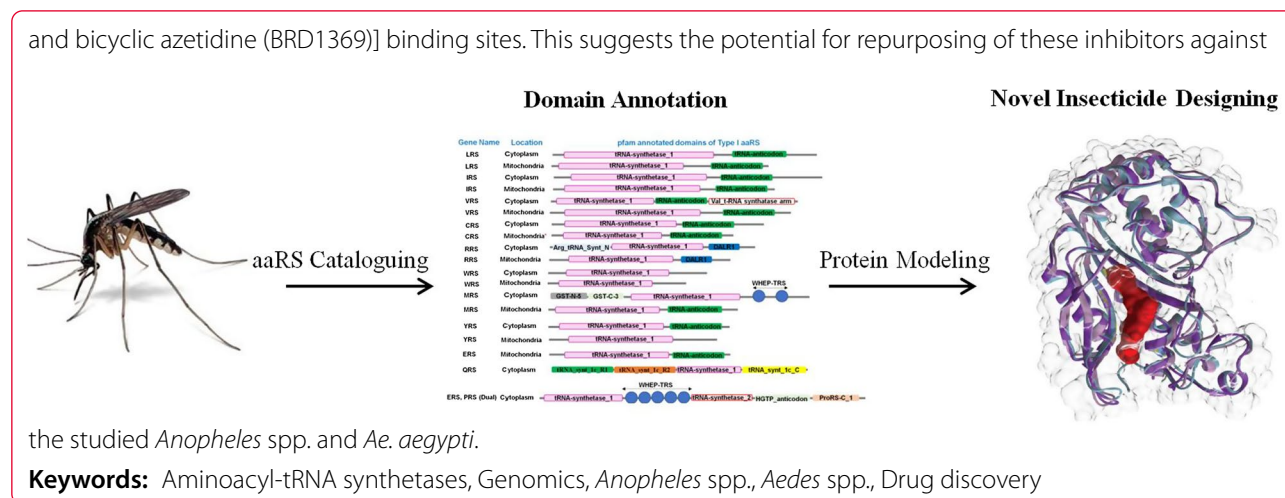 and bicyclic azetidine (BRD1369)] binding sites. This suggests the potential for repurposing of these inhibitors against
Domain Annotation
Novel Insecticide Designing
Gene Name Location pfam annotated domains of Type I aaRS
LRS Cytoplasm tRNA-synthetase_1 tRNA-anticodon
LRS Mitochondria tRNA-synthetase_1 tRNA-anticodon
IRS Cytoplasm tRNA-synthetase_1 tRNA-anticodon
IRS Mitochondria tRNA-synthetase_1 tRNA-anticodon
VRS Cytoplasm tRNA-synthetase_1 tRNA-anticodon Val_t-RNA synthatase arm
VRS Mitochondria tRNA-synthetase_1 tRNA-anticodon
CRS Cytoplasm tRNA-synthetase_1 tRNA-anticodon
CRS Mitochondria' tRNA-synthetase_1 tRNA-anticodon
RRS Cytoplasm Arg_tRNA_Synt_N tRNA-synthetase_1 DALR1
RRS Mitochondria tRNA-synthetase_1 DALR1
WRS Cytoplasm tRNA-synthetase_1
WRS Mitochondria tRNA-synthetase_1
WHEP-TRS
MRS Cytoplasm GST-N-5 GST-C-3 tRNA-synthetase_1
MRS Mitochondria tRNA-synthetase_1 tRNA-anticodon
YRS Cytoplasm tRNA-synthetase_1 tRNA-anticodon
YRS Mitochondria tRNA-synthetase_1
ERS Mitochondria tRNA-synthetase_1 tRNA-anticodon
QRS Cytoplasm tRNA_synt_1c_R1 tRNA_synt_1c_R2 tRNA-synthetase_1 tRNA_synt_1c_C
WHEP-TRS
ERS, PRS (Dual) Cytoplasm tRNA-synthetase_1 tRNA-synthetase_2 HGTP_anticodon ProRS-C_1
aaRS Cataloguing
Protein Modeling
the studied Anopheles spp. and Ae. aegypti.
Keywords: Aminoacyl-tRNA synthetases, Genomics, Anopheles spp., Aedes spp., Drug discovery